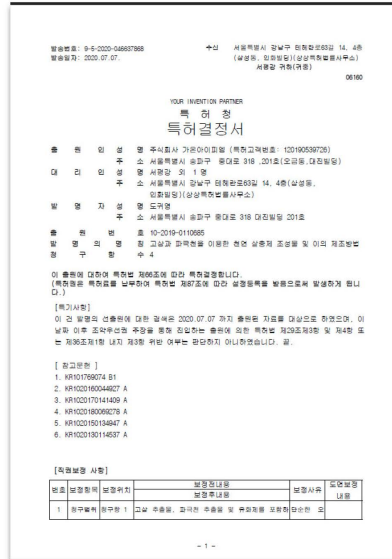 발송번호: 9-5-2020-046637868
발송일자: 2020.07.07.
수신 서울특별시 강남구 테헤란로63길 14, 4층
(삼성동, 인화빌딩)(상상특허법률사무소)
서평강 귀하(귀중)
06160
YOUR INVENTION PARTNER
특 허 청
특허결정서
출 원 인 성 명 주식회사 가온아이피엠 (특허고객번호: 120190539726)
주 소 서울특별시 송파구 중대로 318 ,201호(오금동,대진빌딩)
대 리 인 성 명 서평강 외 1 명
주 소 서울특별시 강남구 테헤란로63길 14, 4층(삼성동,
인화빌딩)(상상특허법률사무소)
발 명 자 성 명 도귀영
주 소 서울특별시 송파구 중대로 318 대진빌딩 201호
출 원 번 호 10-2019-0110685
발 명 의 명 칭 고삼과 파극천을 이용한 천연 살충제 조성물 및 이의 제조방법
청 구 항 수 4
이 출원에 대하여 특허법 제66조에 따라 특허결정합니다.
(특허권은 특허료를 납부하여 특허법 제87조에 따라 설정등록을 받음으로써 발생하게 됩니
다.)
[특기사항]
이 건 발명의 선출원에 대한 검색은 2020.07.07 까지 출원된 자료를 대상으로 하였으며, 이
날짜 이후 조약우선권 주장을 통해 진입하는 출원에 의한 특허법 제29조제3항 및 제4항 또
는 제36조제1항 내지 제3항 위반 여부는 판단하지 아니하였습니다. 끝.
[ 참고문헌 ]
1. KR101769074 B1
2. KR1020160044927 A
3. KR1020170141409 A
4. KR1020180069278 A
5. KR1020150134947 A
6. KR1020130114537 A
[직권보정 사항]
번호 보정항목 보정위치 보정전내용 보정사유 도면보정
보정후내용 내용
1 청구범위 청구항 1 고삼 추출물, 파극천 추출물 및 유화제를 포함하 단순한 오
- 1 -